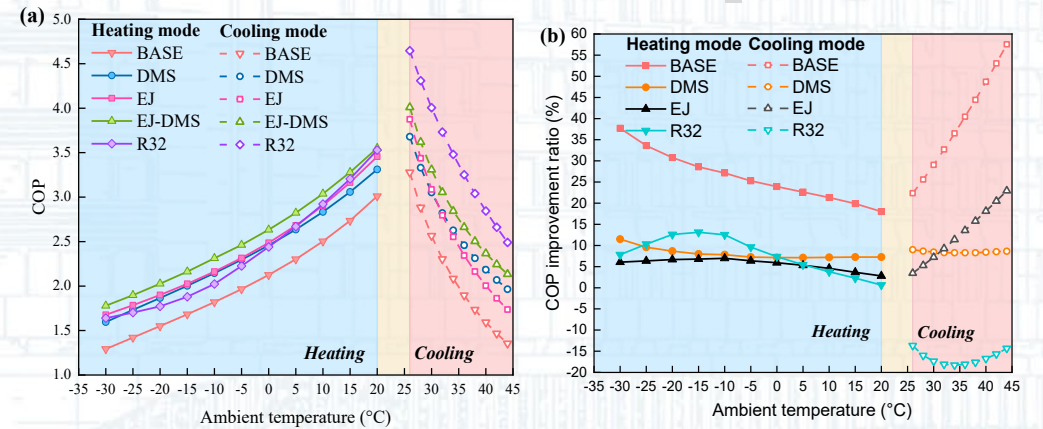 (a)
Heating mode Cooling mode
BASE BASE
DMS DMS
EJ EJ
EJ-DMS EJ-DMS
R32 R32
5.0
4.5
4.0
3.5
3.0
2.5
2.0
1.5
1.0
COP
Heating Cooling
-35 -30 -25 -20 -15 -10 -5 0 5 10 15 20 25 30 35 40 45
Ambient temperature (°C)
(b)
Heating mode Cooling mode
BASE BASE
DMS DMS
EJ EJ
R32 R32
60
55
50
45
40
35
30
25
20
15
10
5
0
-5
-10
-15
-20
COP improvement ratio (%)
Heating Cooling
-35 -30 -25 -20 -15 -10 -5 0 5 10 15 20 25 30 35 40 45
Ambient temperature (°C)